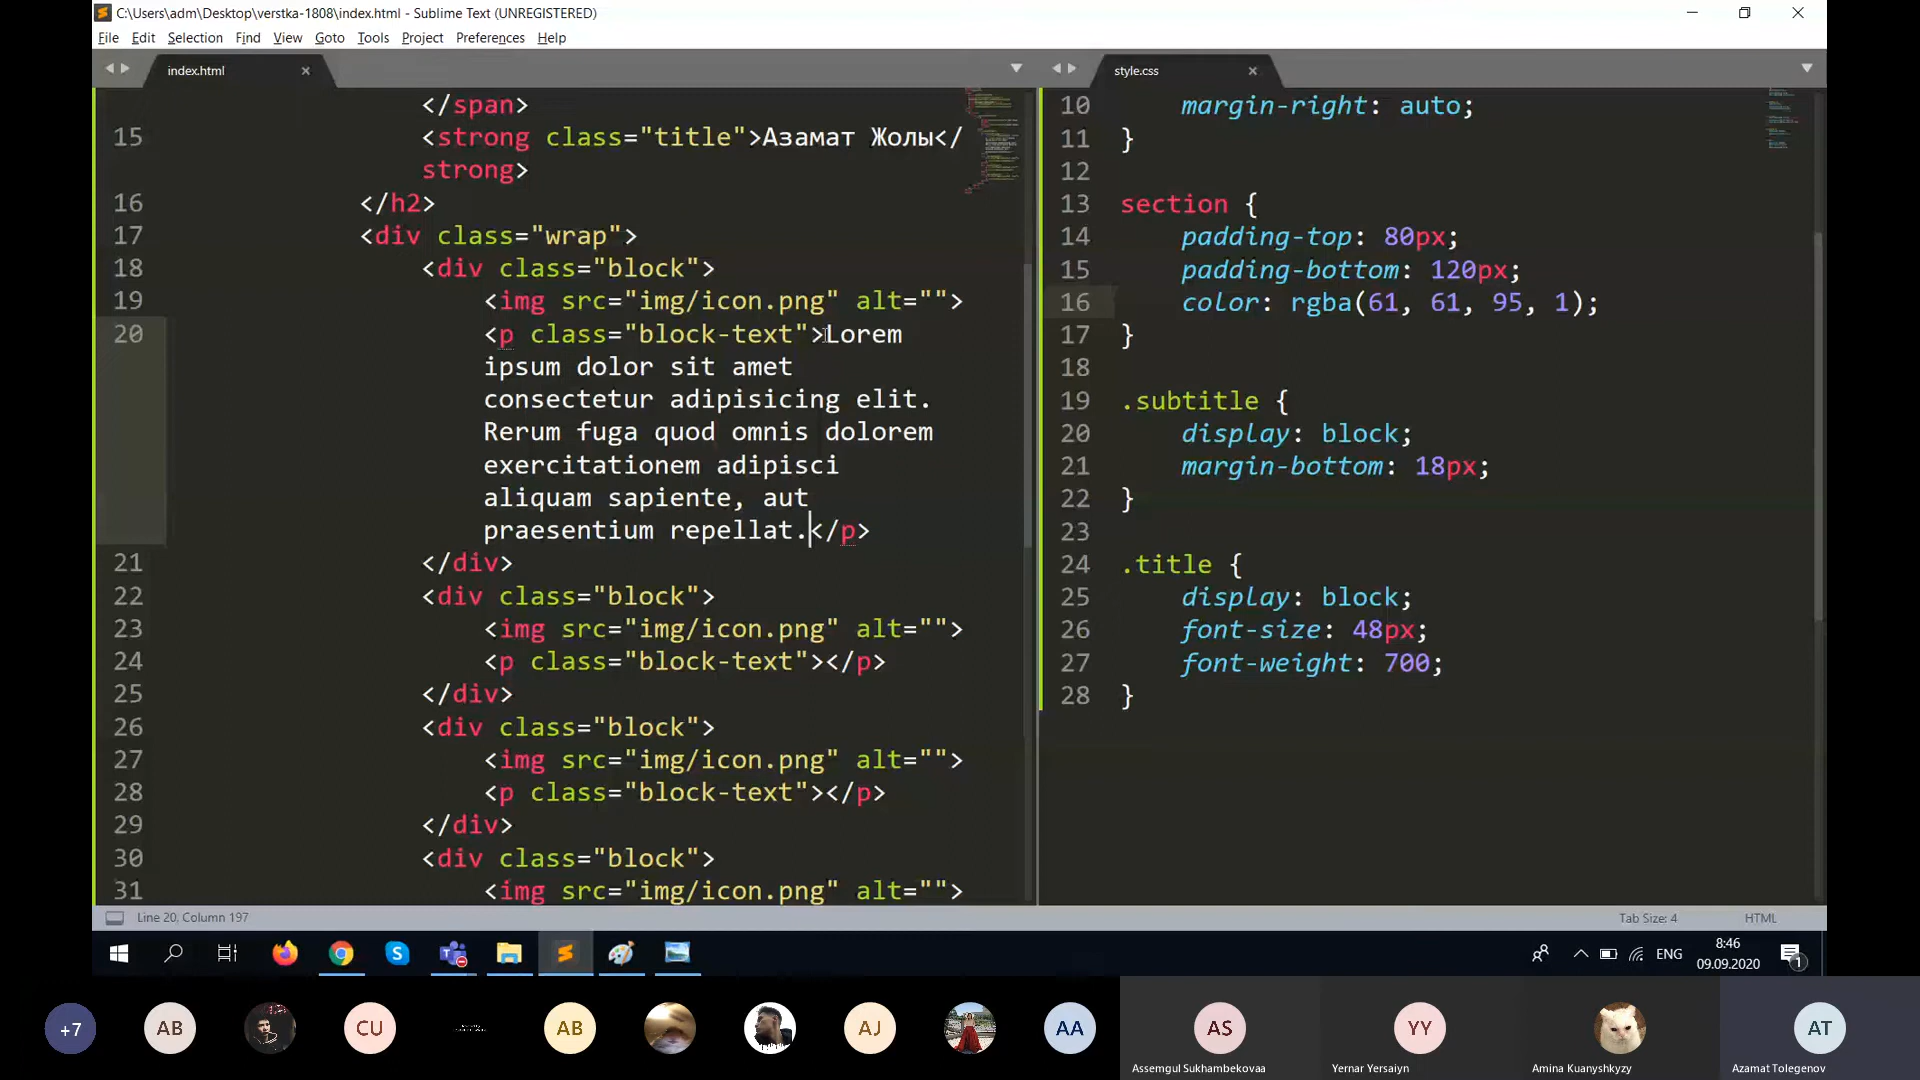 C:\Users\adm\Desktop\verstka-1808\index.html - Sublime Text (UNREGISTERED)
File Edit Selection Find View Goto Tools Project Preferences Help
index.html
</span>
15 <strong class="title">Азамат Жолы</
strong>
16 </h2>
17 <div class="wrap">
18 <div class="block">
19 <img src="img/icon.png" alt="">
20 <p class="block-text">Lorem
ipsum dolor sit amet
consectetur adipisicing elit.
Rerum fuga quod omnis dolorem
exercitationem adipisci
aliquam sapiente, aut
praesentium repellat.</p>
21 </div>
22 <div class="block">
23 <img src="img/icon.png" alt="">
24 <p class="block-text"></p>
25 </div>
26 <div class="block">
27 <img src="img/icon.png" alt="">
28 <p class="block-text"></p>
29 </div>
30 <div class="block">
31 <img src="img/icon.png" alt="">
style.css
10 margin-right: auto;
11 }
12
13 section {
14 padding-top: 80px;
15 padding-bottom: 120px;
16 color: rgba(61, 61, 95, 1);
17 }
18
19 .subtitle {
20 display: block;
21 margin-bottom: 18px;
22 }
23
24 .title {
25 display: block;
26 font-size: 48px;
27 font-weight: 700;
28 }
Line 20, Column 197
Tab Size: 4 HTML
ENG
8:46
09.09.2020
1
+7 AB CU AB AJ AA AS YY AT
Assemgul Sukhambekovaa Yernar Yersaiyn Amina Kuanyshkyzy Azamat Tolegenov